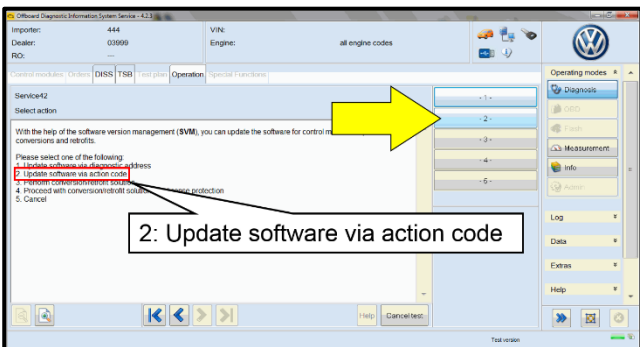 Offboard Diagnostic Information System Service - 4.2.3
Importer: 444 VIN:
Dealer: 03999 Engine: all engine codes
RO: ---
Control modules Orders DISS TSB Test plan Operation Special Functions
Operating modes
Service42
Select action
With the help of the software version management (SVM), you can update the software for control
conversions and retrofits.
Please select one of the following:
1. Update software via diagnostic address
2. Update software via action code
3. Perform conversion/retrofit solution
4. Proceed with conversion/retrofit protection
5. Cancel
2: Update software via action code
- 1 -
- 2 -
- 3 -
- 4 -
- 5 -
Diagnosis
OBD
Flash
Measurement
Info
Admin
Log
Data
Extras
Help
Help Cancel test
Test version